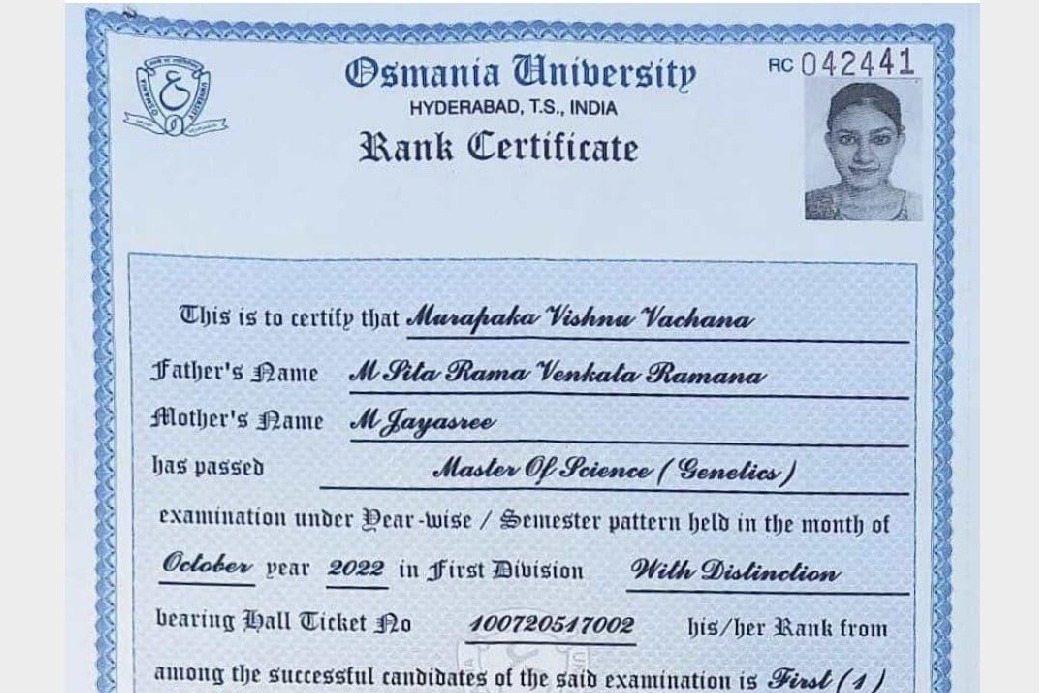 Osmania University
RC 042441
HYDERABAD, T.S., INDIA
Rank Certificate
This is to certify that Murapaka Vishnu Vachana
Father's Name M Sita Rama Venkata Ramana
Mother's Name M Jayasree
has passed Master Of Science ( Genetics )
examination under Year-wise / Semester pattern held in the month of
October year 2022 in First Division With Distinction
bearing Hall Ticket No 100720517002 his/her Rank from
among the successful candidates of the said examination is First ( 1 )